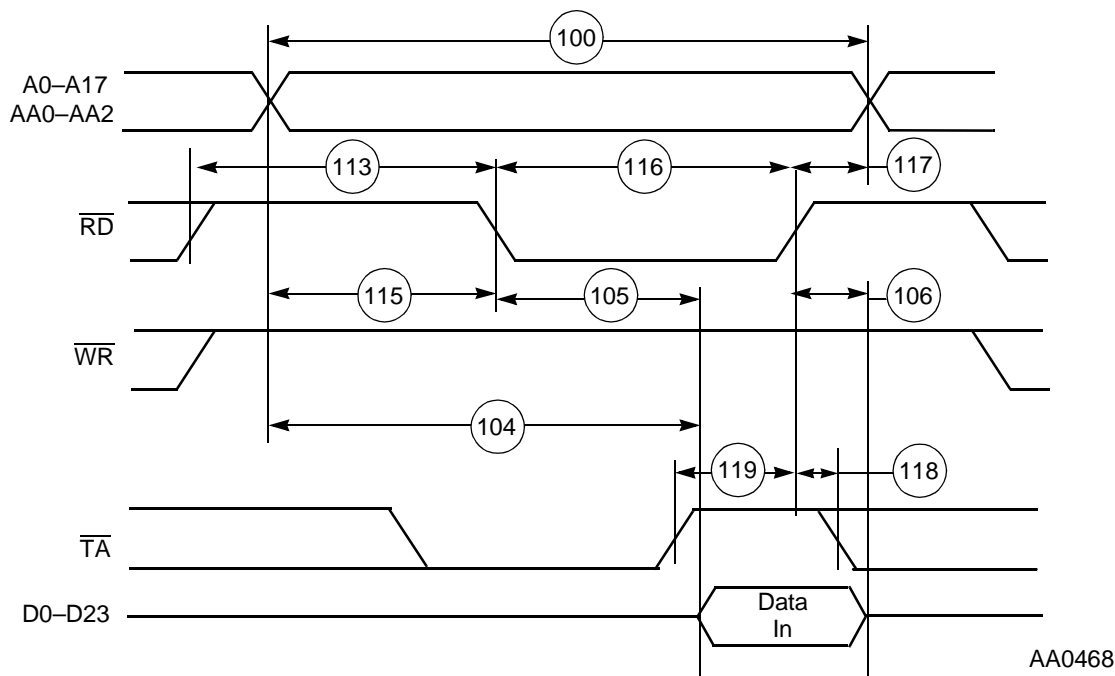 100
A0–A17
AA0–AA2
113
116
117
RD
115
105
106
WR
104
119
118
TA
D0–D23
Data
In
AA0468